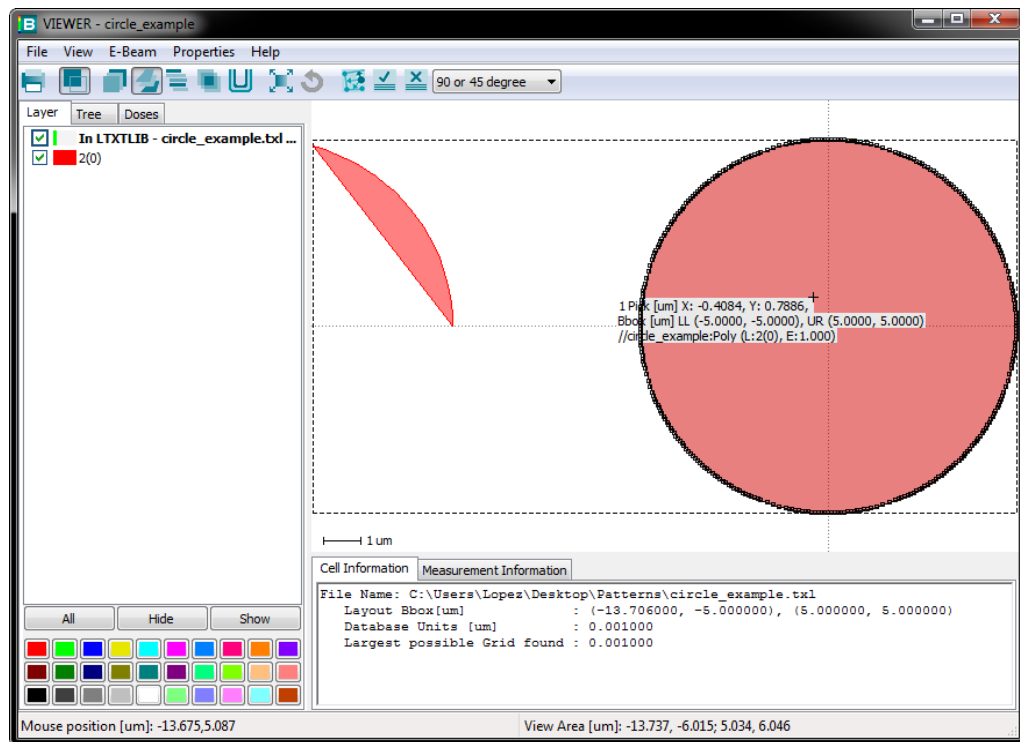 VIEWER - circle_example
File View E-Beam Properties Help
90 or 45 degree
Layer Tree Doses
In LTXTLIB - circle_example.txl ...
2(0)
1 Pick [um] X: -0.4084, Y: 0.7886,
Bbox [um] LL (-5.0000, -5.0000), UR (5.0000, 5.0000)
//circle_example:Poly (L:2(0), E:1.000)
1 um
Cell Information Measurement Information
File Name: C:\Users\Lopez\Desktop\Patterns\circle_example.txl
Layout Bbox[um] : (-13.706000, -5.000000), (5.000000, 5.000000)
Database Units [um] : 0.001000
Largest possible Grid found : 0.001000
All Hide Show
Mouse position [um]: -13.675,5.087 View Area [um]: -13.737, -6.015; 5.034, 6.046